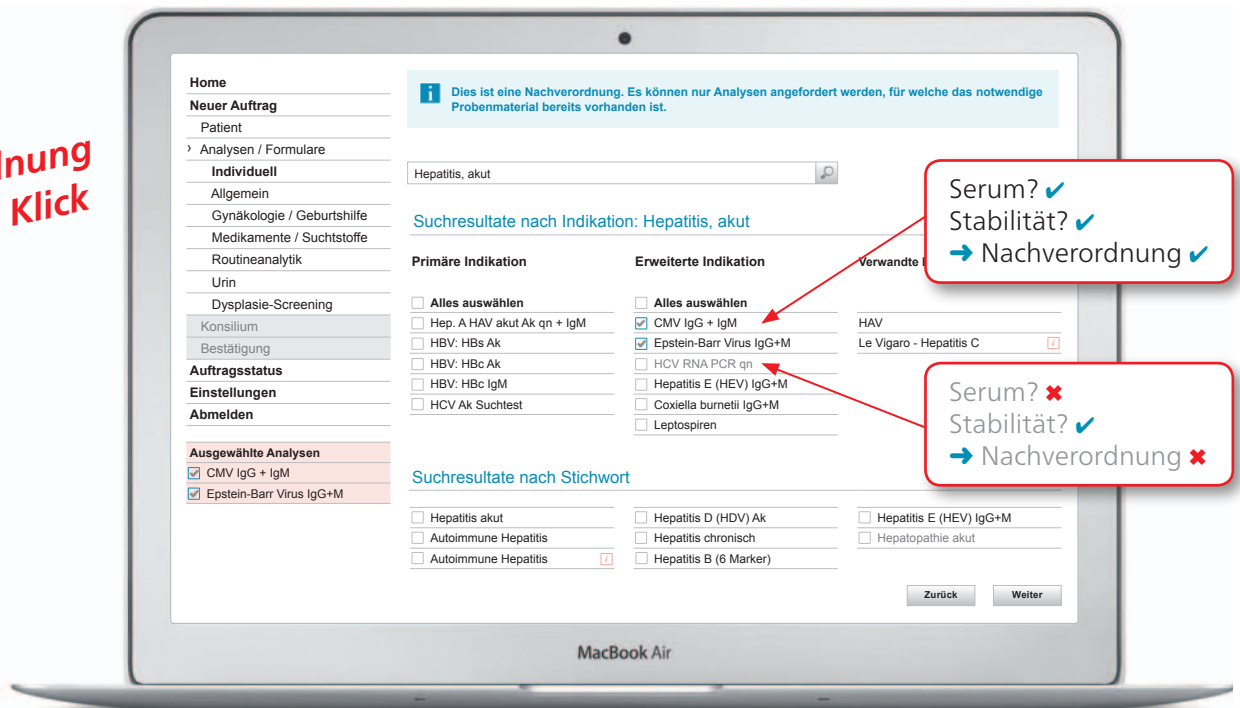 Klick
Home
Neuer Auftrag
Patient
› Analysen / Formulare
Individuell
Allgemein
Gynäkologie / Geburtshilfe
Medikamente / Suchtstoffe
Routineanalytik
Urin
Dysplasie-Screening
Konsilium
Bestätigung
Auftragsstatus
Einstellungen
Abmelden
Ausgewählte Analysen
CMV IgG + IgM
Epstein-Barr Virus IgG+M
i
Dies ist eine Nachverordnung. Es können nur Analysen angefordert werden, für welche das notwendige
Probenmaterial bereits vorhanden ist.
Hepatitis, akut
Suchresultate nach Indikation: Hepatitis, akut
Primäre Indikation
Alles auswählen
Hep. A HAV akut Ak qn + IgM
HBV: HBs Ak
HBV: HBc Ak
HBV: HBc IgM
HCV Ak Suchtest
Erweiterte Indikation
Alles auswählen
CMV IgG + IgM
Epstein-Barr Virus IgG+M
HCV RNA PCR qn
Hepatitis E (HEV) IgG+M
Coxiella burnetii IgG+M
Leptospiren
Verwandte
HAV
Le Vigaro - Hepatitis C i
Serum? ✔
Stabilität? ✔
➜ Nachverordnung ✔
Serum? ✖
Stabilität? ✔
➜ Nachverordnung ✖
Suchresultate nach Stichwort
Hepatitis akut
Autoimmune Hepatitis
Autoimmune Hepatitis i
Hepatitis D (HDV) Ak
Hepatitis chronisch
Hepatitis B (6 Marker)
Hepatitis E (HEV) IgG+M
Hepatopathie akut
Zurück
Weiter
MacBook Air